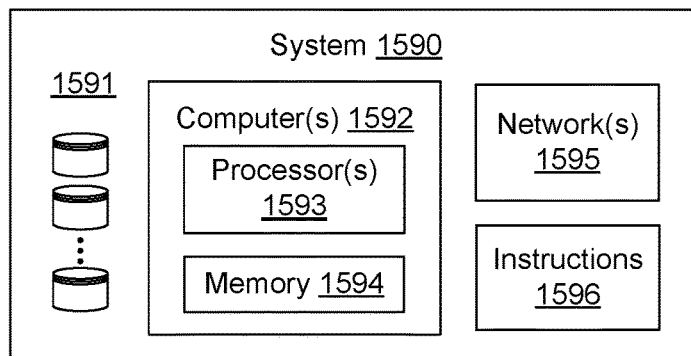 System 1590
1591
Computer(s) 1592
Processor(s)
1593
Memory 1594
Network(s)
1595
Instructions
1596